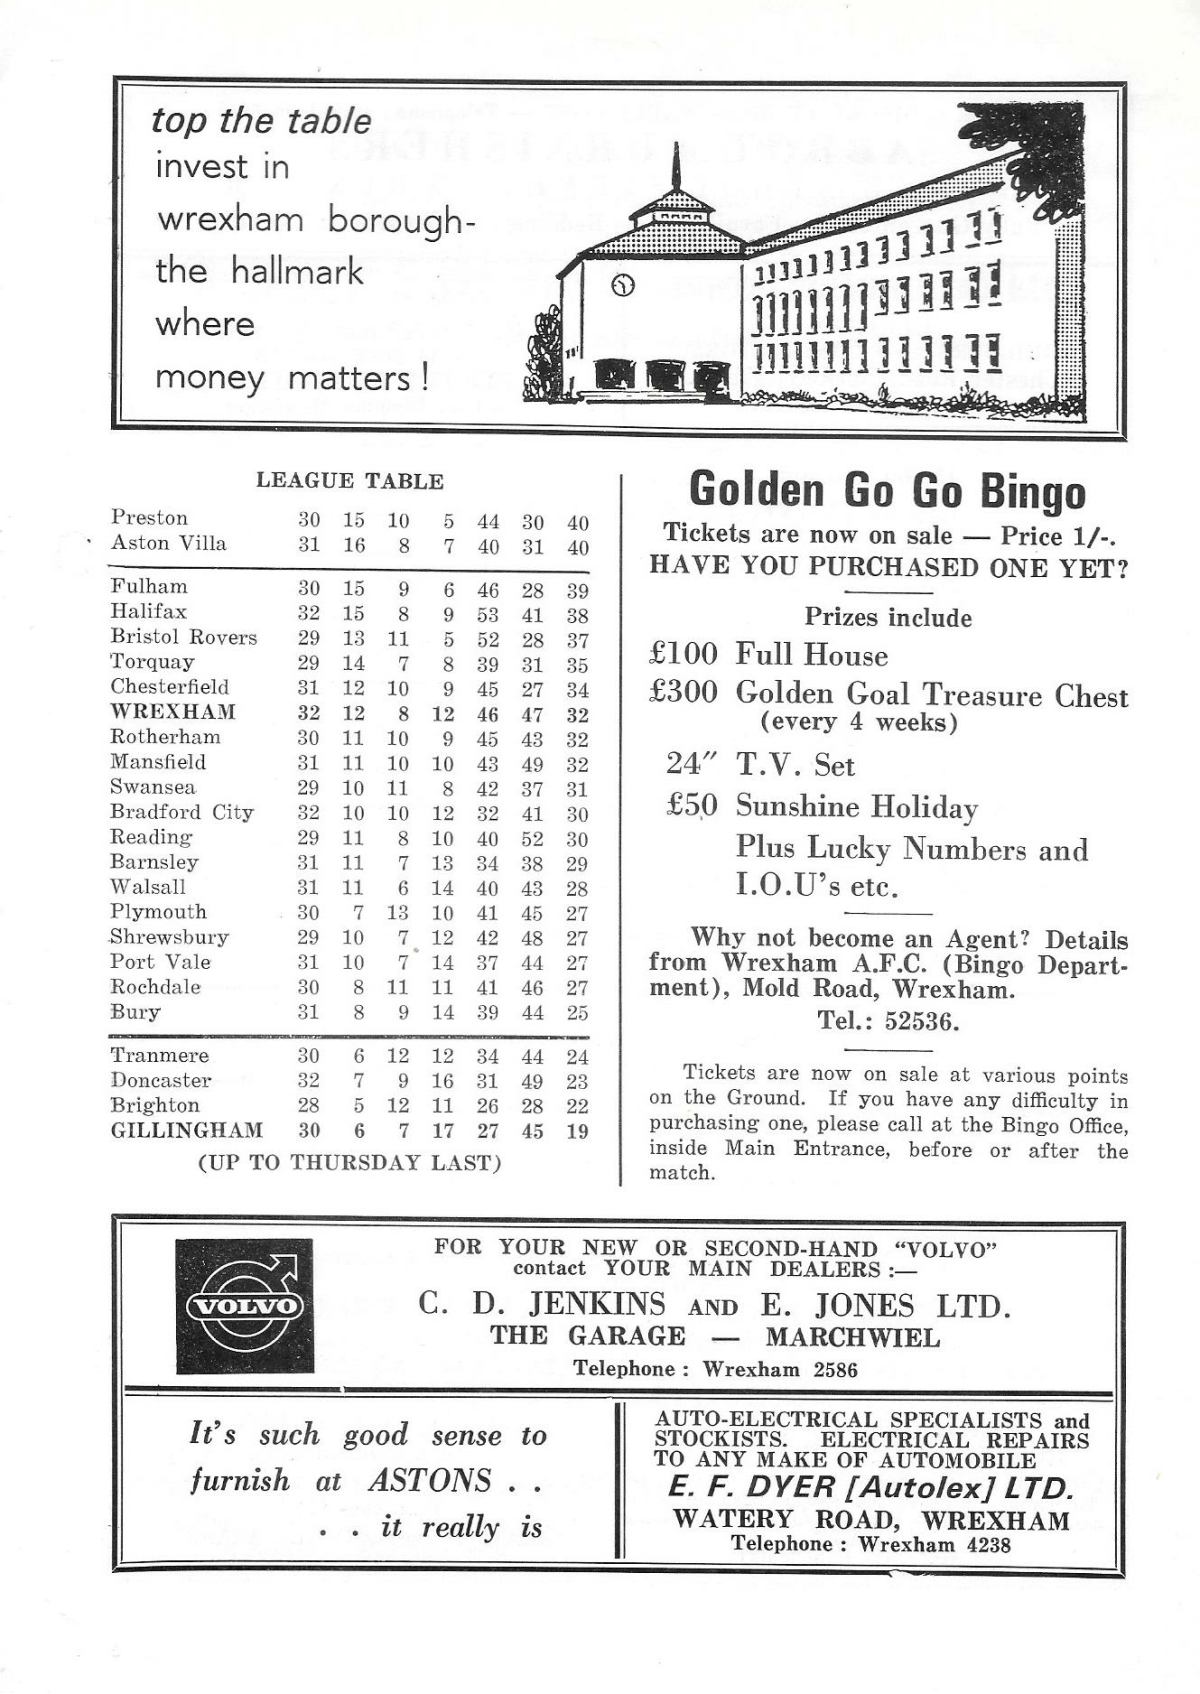 top the table
invest in
wrexham borough-
the hallmark
where
money matters!
LEAGUE TABLE
Preston 30 15 10 5 44 30 40
Aston Villa 31 16 8 7 40 31 40
Fulham 30 15 9 6 46 28 39
Halifax 32 15 8 9 53 41 38
Bristol Rovers 29 13 11 5 52 28 37
Torquay 29 14 7 8 39 31 35
Chesterfield 31 12 10 9 45 27 34
WREXHAM 32 12 8 12 46 47 32
Rotherham 30 11 10 9 45 43 32
Mansfield 31 11 10 10 43 49 32
Swansea 29 10 11 8 42 37 31
Bradford City 32 10 10 12 32 41 30
Reading 29 11 8 10 40 52 30
Barnsley 31 11 7 13 34 38 29
Walsall 31 11 6 14 40 43 28
Plymouth 30 7 13 10 41 45 27
Shrewsbury 29 10 7 12 42 48 27
Port Vale 31 10 7 14 37 44 27
Rochdale 30 8 11 11 41 46 27
Bury 31 8 9 14 39 44 25
Tranmere 30 6 12 12 34 44 24
Doncaster 32 7 9 16 31 49 23
Brighton 28 5 12 11 26 28 22
GILLINGHAM 30 6 7 17 27 45 19
(UP TO THURSDAY LAST)
Golden Go Go Bingo
Tickets are now on sale — Price 1/-.
HAVE YOU PURCHASED ONE YET?
Prizes include
£100 Full House
£300 Golden Goal Treasure Chest
(every 4 weeks)
24″ T.V. Set
£50 Sunshine Holiday
Plus Lucky Numbers and
I.O.U's etc.
Why not become an Agent? Details
from Wrexham A.F.C. (Bingo Depart-
ment), Mold Road, Wrexham.
Tel.: 52536.
Tickets are now on sale at various points
on the Ground. If you have any difficulty in
purchasing one, please call at the Bingo Office,
inside Main Entrance, before or after the
match.
VOLVO
FOR YOUR NEW OR SECOND-HAND “VOLVO”
contact YOUR MAIN DEALERS :—
C. D. JENKINS AND E. JONES LTD.
THE GARAGE — MARCHWIEL
Telephone : Wrexham 2586
It's such good sense to
furnish at ASTONS . .
. . it really is
AUTO-ELECTRICAL SPECIALISTS and
STOCKISTS. ELECTRICAL REPAIRS
TO ANY MAKE OF AUTOMOBILE
E. F. DYER [Autolex] LTD.
WATERY ROAD, WREXHAM
Telephone : Wrexham 4238